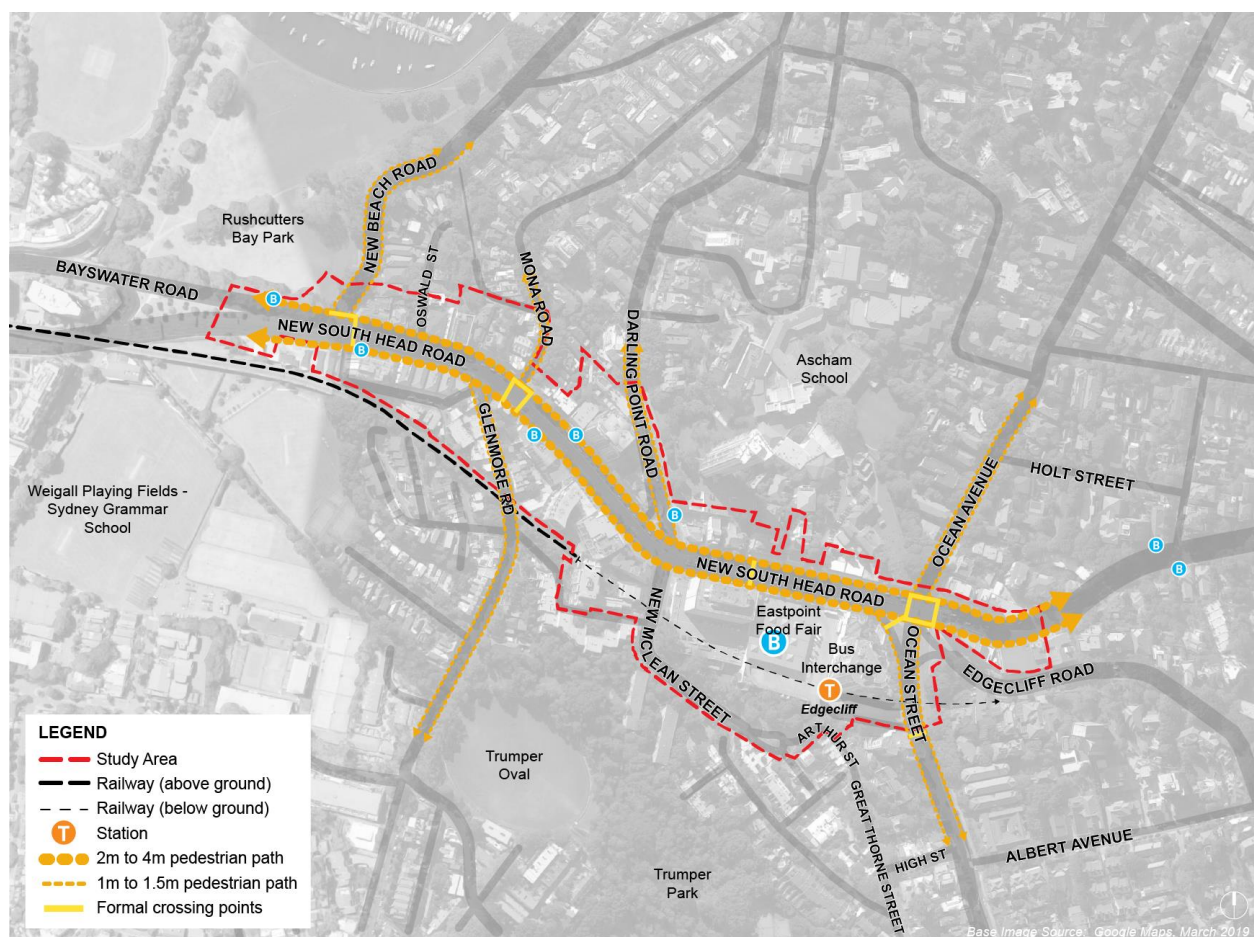 Rushcutters
Bay Park
NEW BEACH ROAD
BAYSWATER ROAD
OSWALD ST
MONA ROAD
B
NEW SOUTH HEAD ROAD
B
DARLING POINT ROAD
Ascham
School
GLENMORE RD
B
B
OCEAN AVENUE
HOLT STREET
Weigall Playing Fields -
Sydney Grammar
School
B
B
B
NEW SOUTH HEAD ROAD
NEW MCLEAN STREET
Eastpoint
Food Fair
B
Bus
Interchange
OCEAN STREET
EDGECLIFF ROAD
T
Edgecliff
ARTHUR ST
Trumper
Oval
GREAT THORNE STREET
HIGH ST
ALBERT AVENUE
Trumper
Park
LEGEND
Study Area
Railway (above ground)
Railway (below ground)
T
Station
2m to 4m pedestrian path
1m to 1.5m pedestrian path
Formal crossing points
Base Image Source: Google Maps, March 2019